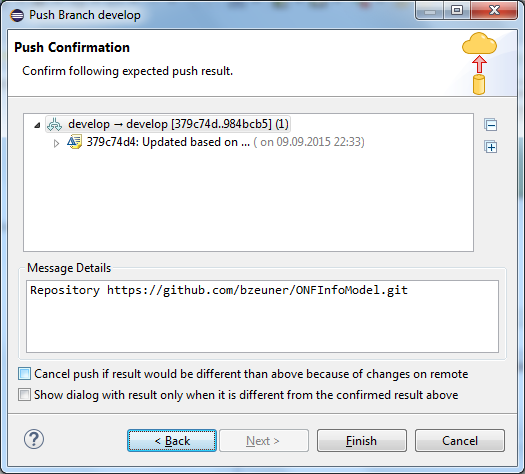 Push Branch develop
Push Confirmation
Confirm following expected push result.
develop → develop [379c74d..984bcb5] (1)
379c74d4: Updated based on ... ( on 09.09.2015 22:33)
Message Details
Repository https://github.com/bzeuner/ONFInfoModel.git
Cancel push if result would be different than above because of changes on remote
Show dialog with result only when it is different from the confirmed result above
< Back
Next >
Finish
Cancel